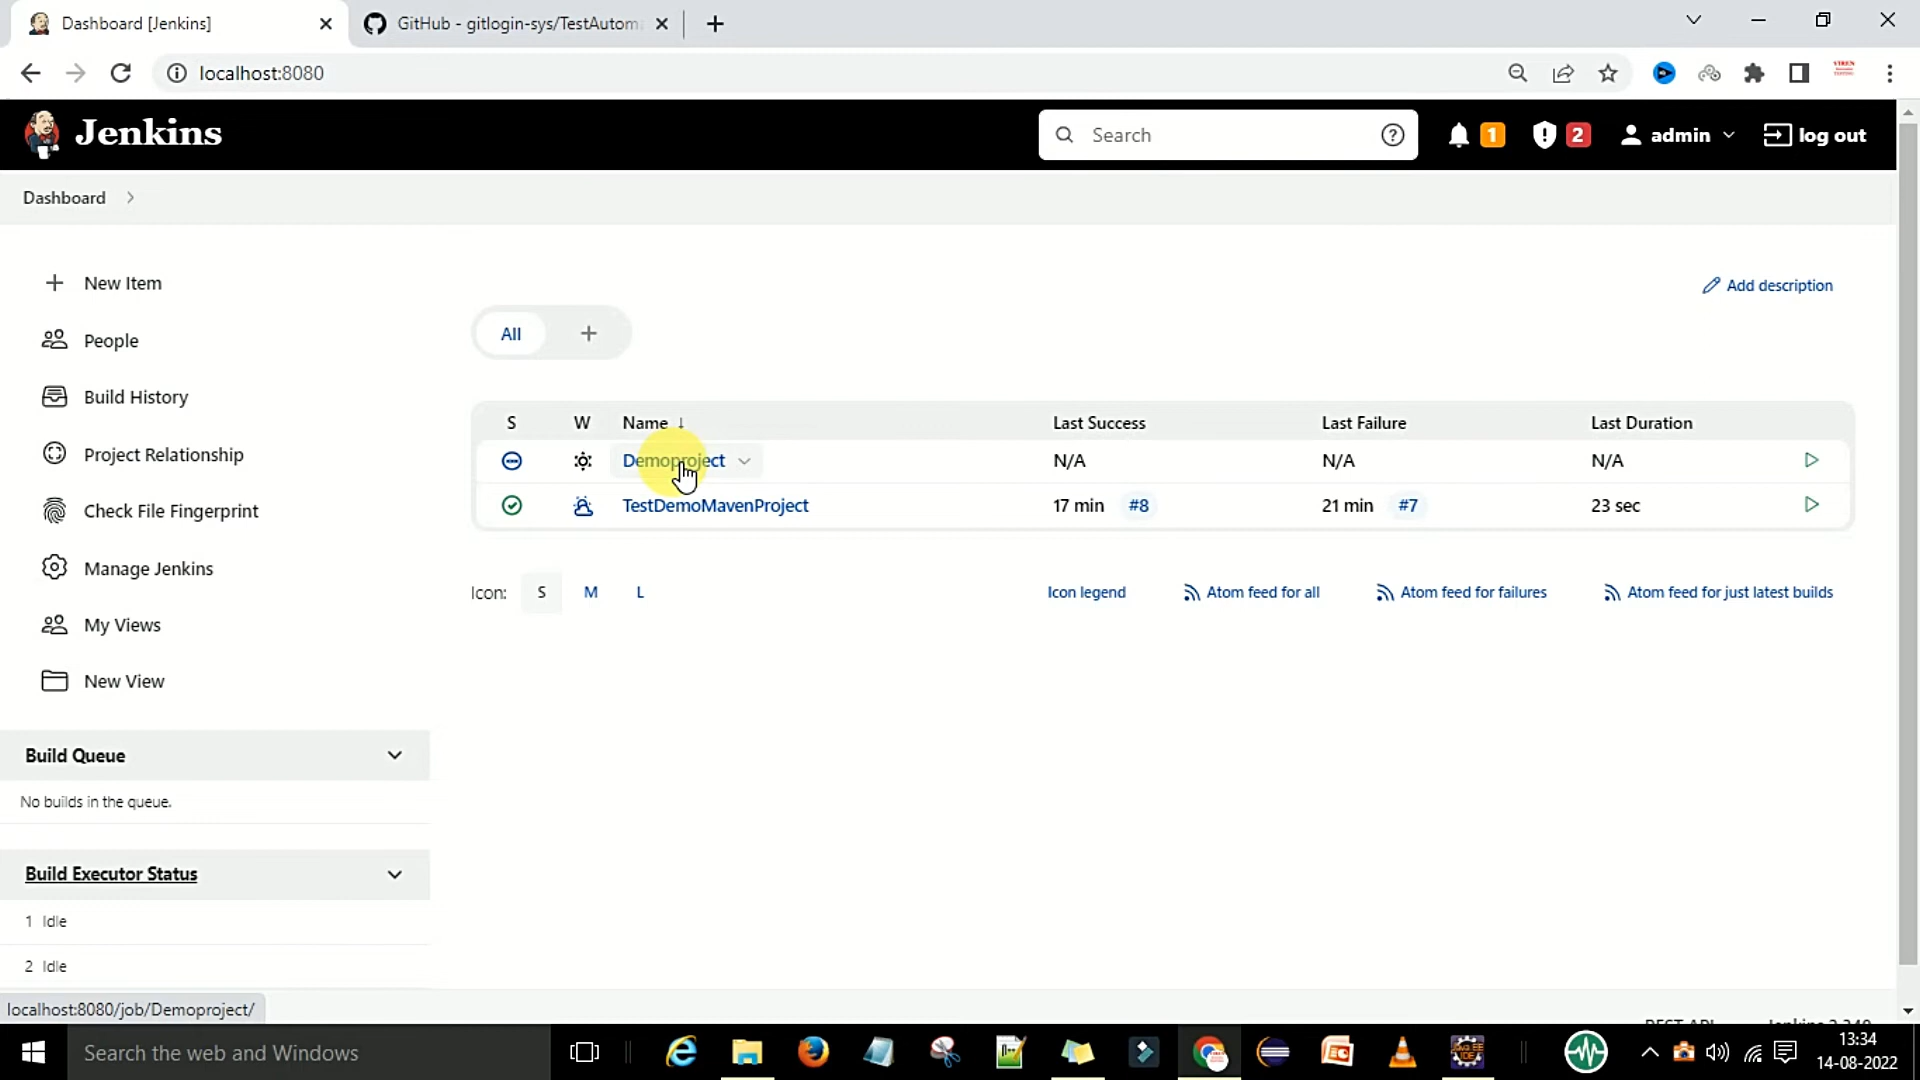 Dashboard [Jenkins]
GitHub - gitlogin-sys/TestAutom
localhost:8080
Jenkins
Search
1
2
admin
log out
Dashboard
New Item
People
Build History
Project Relationship
Check File Fingerprint
Manage Jenkins
My Views
New View
Add description
All
S W Name ↓ Last Success Last Failure Last Duration
Demoproject N/A N/A N/A
TestDemoMavenProject 17 min #8 21 min #7 23 sec
Icon: S M L
Icon legend
Atom feed for all
Atom feed for failures
Atom feed for just latest builds
Build Queue
No builds in the queue.
Build Executor Status
1 Idle
2 Idle
localhost:8080/job/Demoproject/
Search the web and Windows
13:34
14-08-2022